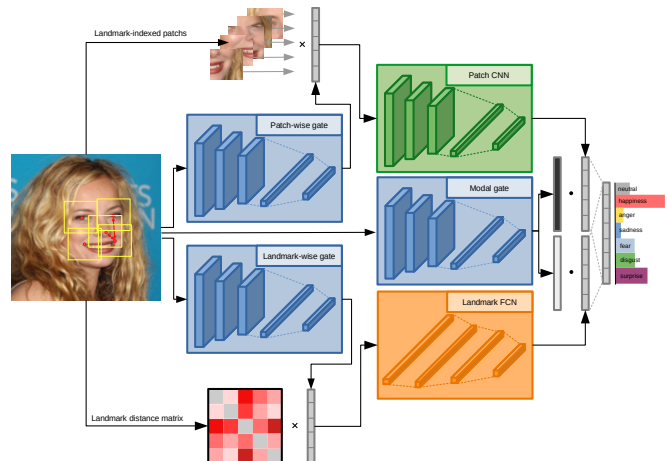 Landmark-indexed patchs
×
Patch CNN
Patch-wise gate
Modal gate
neutral
happiness
anger
sadness
fear
disgust
surprise
Landmark-wise gate
Landmark FCN
Landmark distance matrix
×